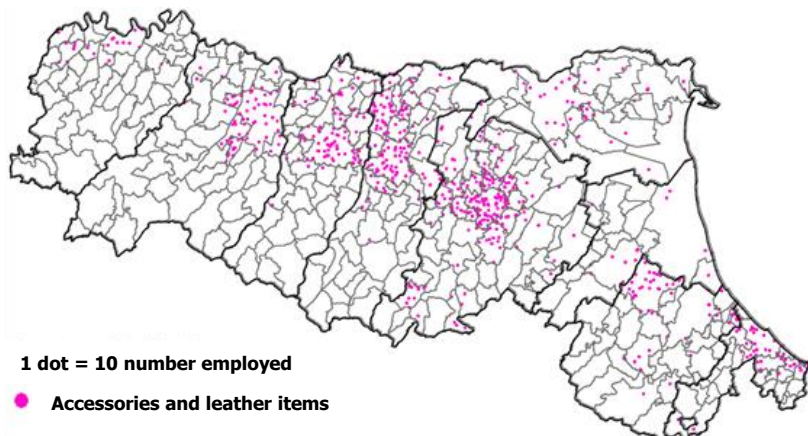 1 dot = 10 number employed
Accessories and leather items